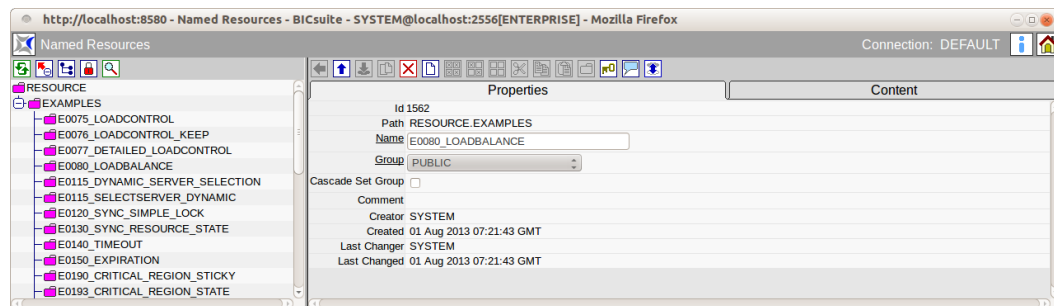 http://localhost:8580 - Named Resources - BICsuite - SYSTEM@localhost:2556[ENTERPRISE] - Mozilla Firefox
Named Resources
Connection: DEFAULT
RESOURCE
EXAMPLES
E0075_LOADCONTROL
E0076_LOADCONTROL_KEEP
E0077_DETAILED_LOADCONTROL
E0080_LOADBALANCE
E0115_DYNAMIC_SERVER_SELECTION
E0115_SELECTSERVER_DYNAMIC
E0120_SYNC_SIMPLE_LOCK
E0130_SYNC_RESOURCE_STATE
E0140_TIMEOUT
E0150_EXPIRATION
E0190_CRITICAL_REGION_STICKY
E0193_CRITICAL_REGION_STATE
Properties
Content
Id 1562
Path RESOURCE.EXAMPLES
Name E0080_LOADBALANCE
Group PUBLIC
Cascade Set Group
Comment
Creator SYSTEM
Created 01 Aug 2013 07:21:43 GMT
Last Changer SYSTEM
Last Changed 01 Aug 2013 07:21:43 GMT